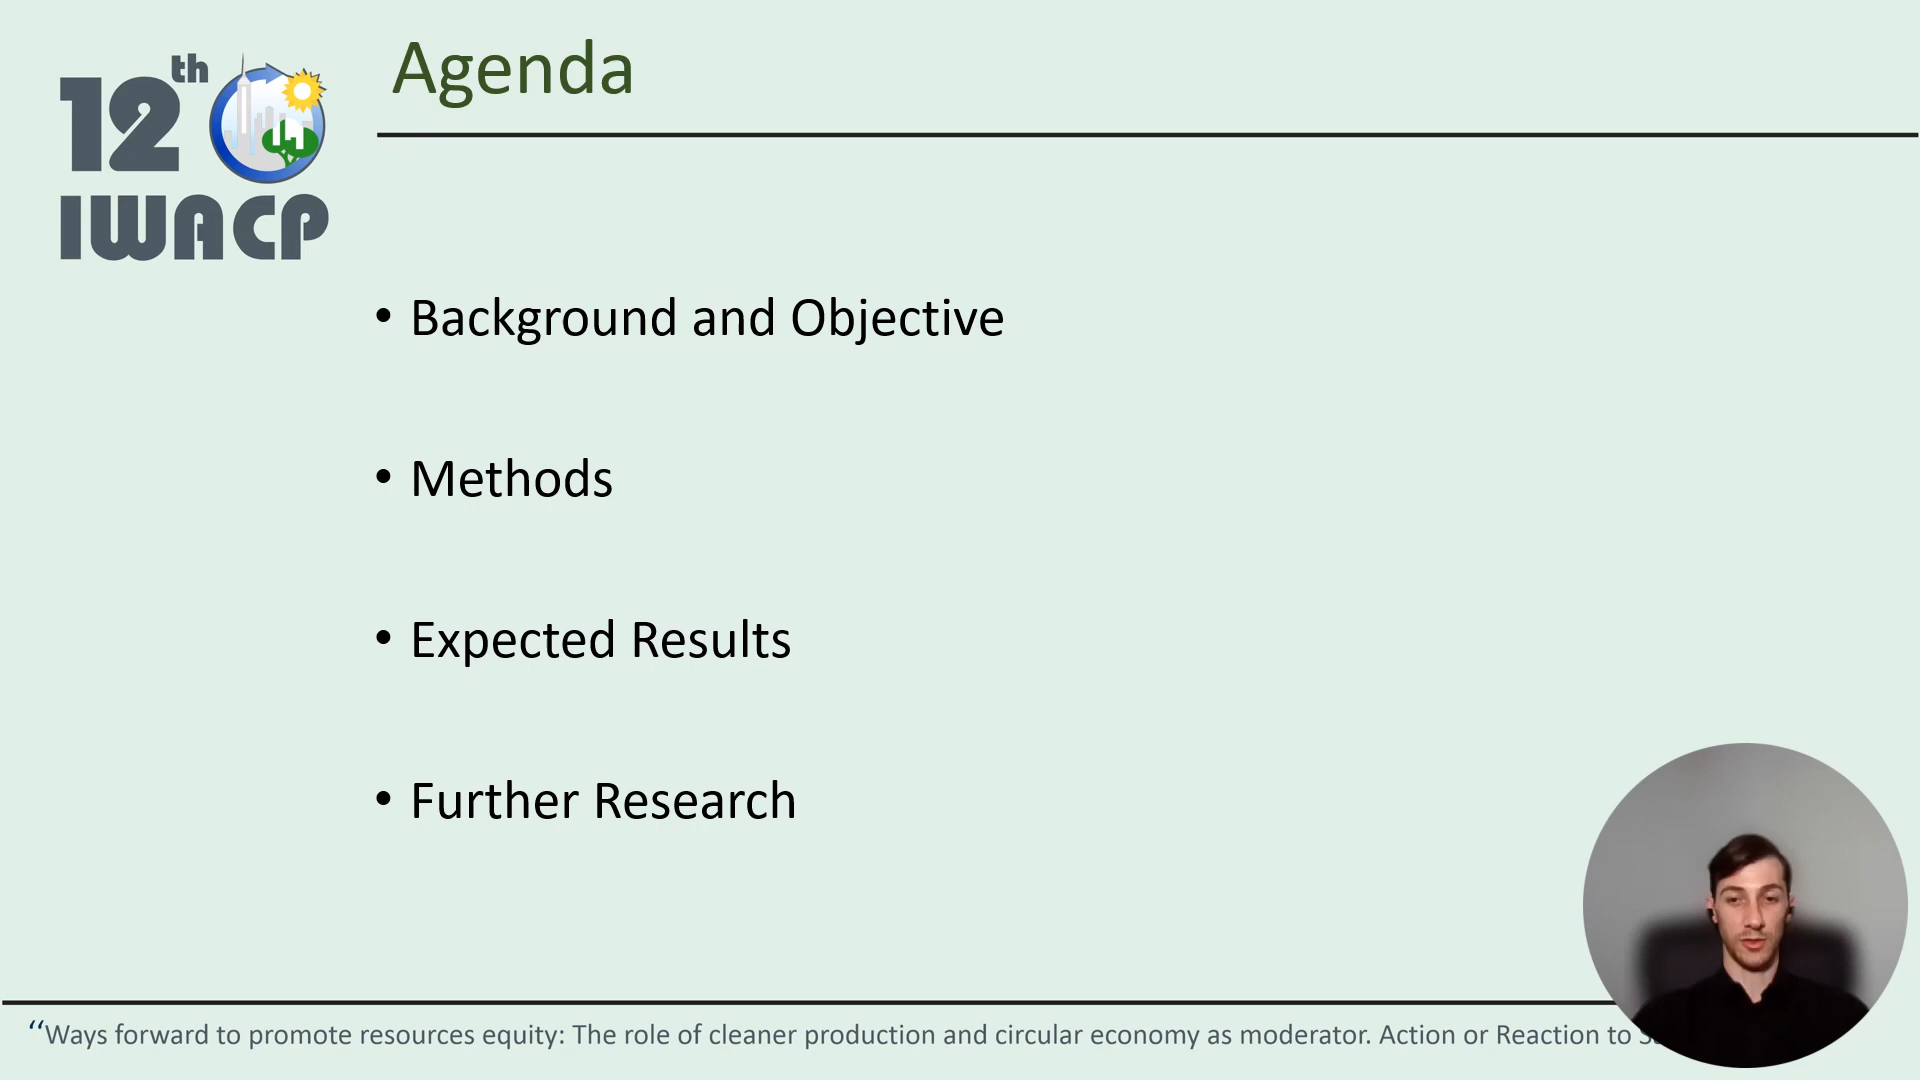 12th
IWACP
Agenda
• Background and Objective
• Methods
• Expected Results
• Further Research
“Ways forward to promote resources equity: The role of cleaner production and circular economy as moderator. Action or Reaction to